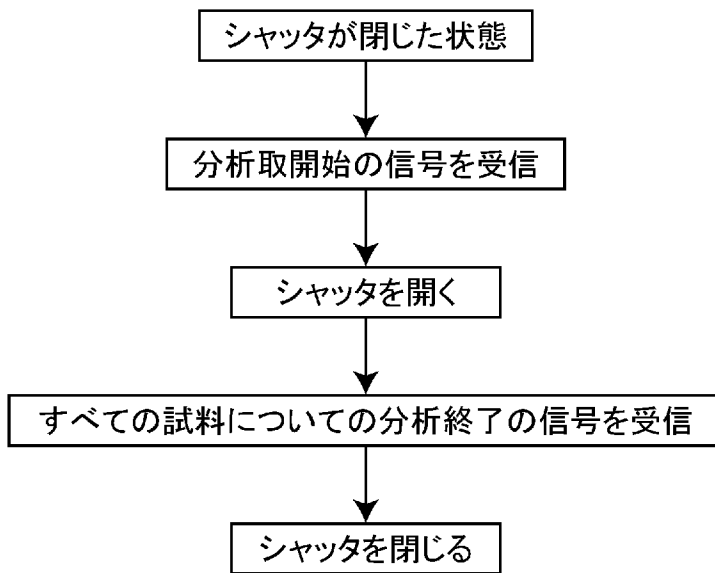 シャッタが閉じた状態
分析取開始の信号を受信
シャッタを開く
すべての試料についての分析終了の信号を受信
シャッタを閉じる